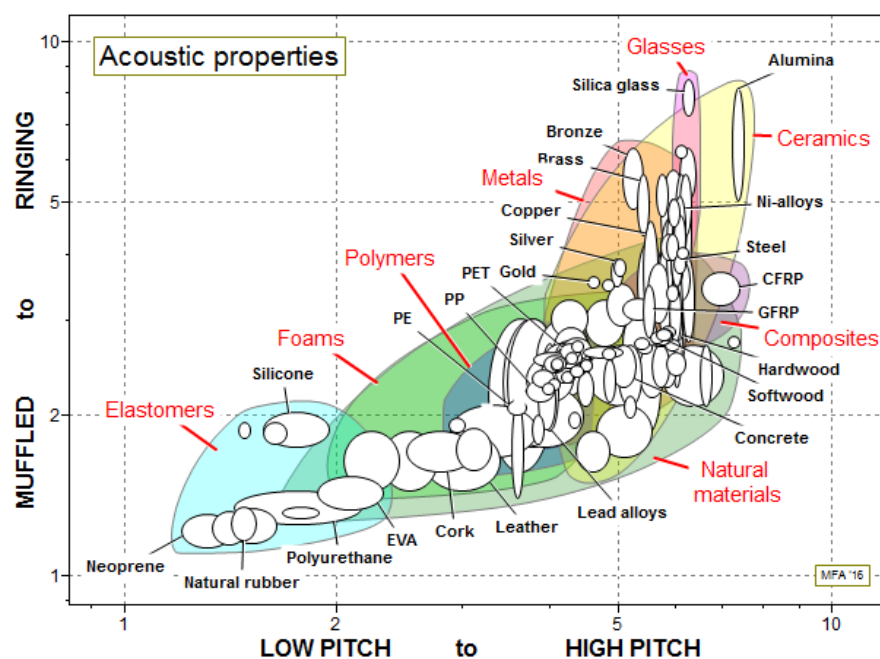 Acoustic properties
10
5
2
1
RINGING
to
MUFFLED
Glasses
Silica glass
Alumina
Bronze
Ceramics
Brass
Metals
Copper
Ni-alloys
Silver
Steel
Polymers
PET
Gold
CFRP
PP
PE
GFRP
Foams
Composites
Hardwood
Silicone
Softwood
Elastomers
Concrete
Natural
materials
Lead alloys
Leather
Cork
EVA
Polyurethane
Neoprene
Natural rubber
MFA '16
1
2
5
10
LOW PITCH to HIGH PITCH